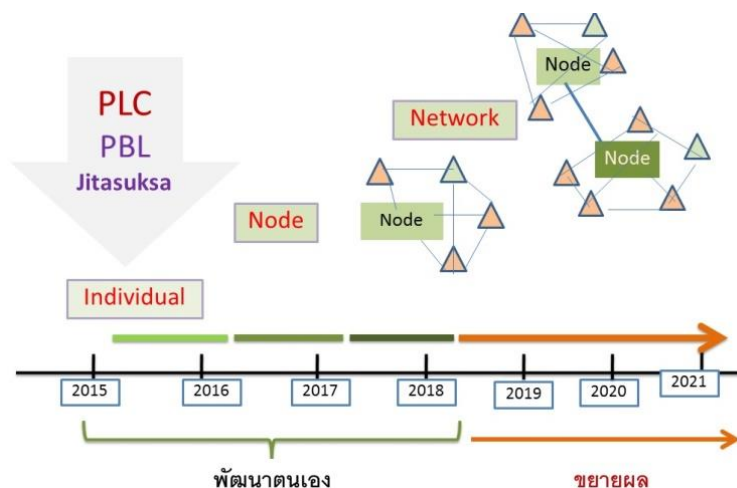 PLC
PBL
Jitasuksa
Individual
Node
Network
Node
Node
Node
2015
2016
2017
2018
2019
2020
2021
พัฒนาตนเอง
ขยายผล